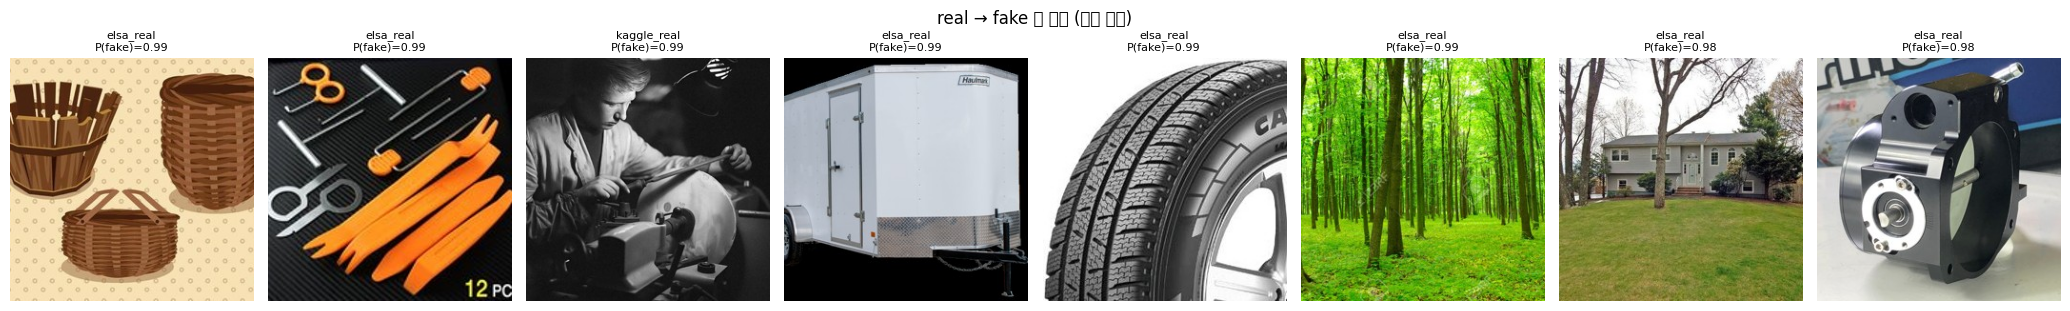 real → fake
elsa_real
P(fake)=0.99
elsa_real
P(fake)=0.99
kaggle_real
P(fake)=0.99
elsa_real
P(fake)=0.99
elsa_real
P(fake)=0.99
elsa_real
P(fake)=0.99
elsa_real
P(fake)=0.98
elsa_real
P(fake)=0.98
12 PC
Haulmark
CA